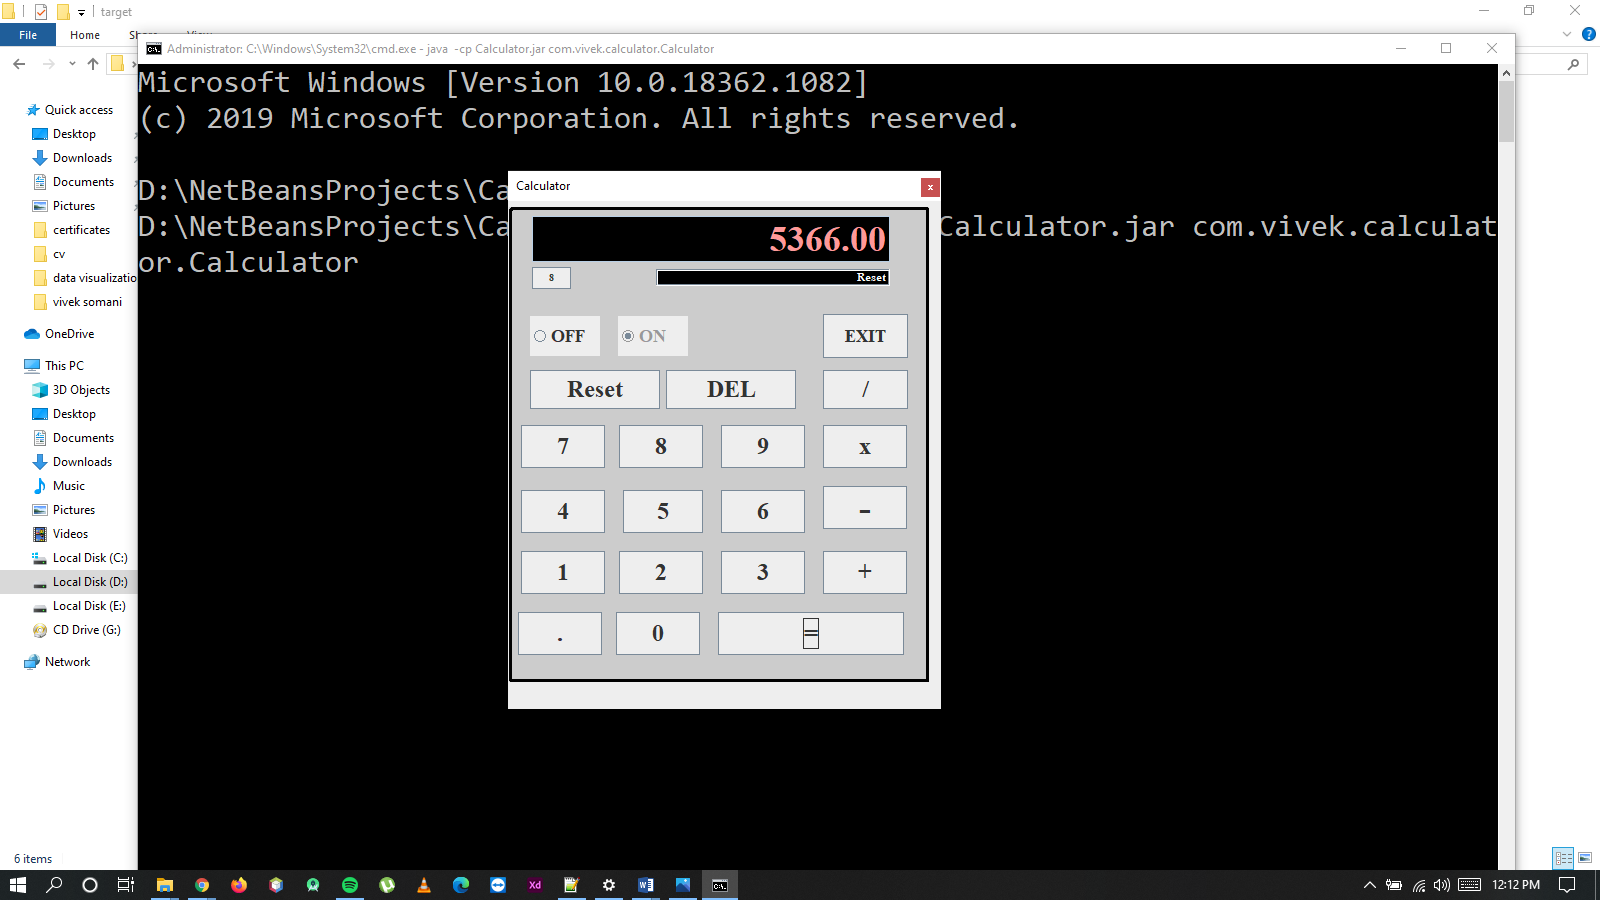 target
File
Home
Administrator: C:\Windows\System32\cmd.exe - java  -cp Calculator.jar com.vivek.calculator.Calculator
Microsoft Windows [Version 10.0.18362.1082]
(c) 2019 Microsoft Corporation. All rights reserved.
D:\NetBeansProjects\Ca
D:\NetBeansProjects\Ca
Calculator.jar com.vivek.calculat
or.Calculator
Calculator
x
5366.00
8
Reset
OFF
ON
EXIT
Reset
DEL
/
7
8
9
x
4
5
6
-
1
2
3
+
.
0
=
Quick access
Desktop
Downloads
Documents
Pictures
certificates
cv
data visualizatio
vivek somani
OneDrive
This PC
3D Objects
Desktop
Documents
Downloads
Music
Pictures
Videos
Local Disk (C:)
Local Disk (D:)
Local Disk (E:)
CD Drive (G:)
Network
6 items
Xd
12:12 PM